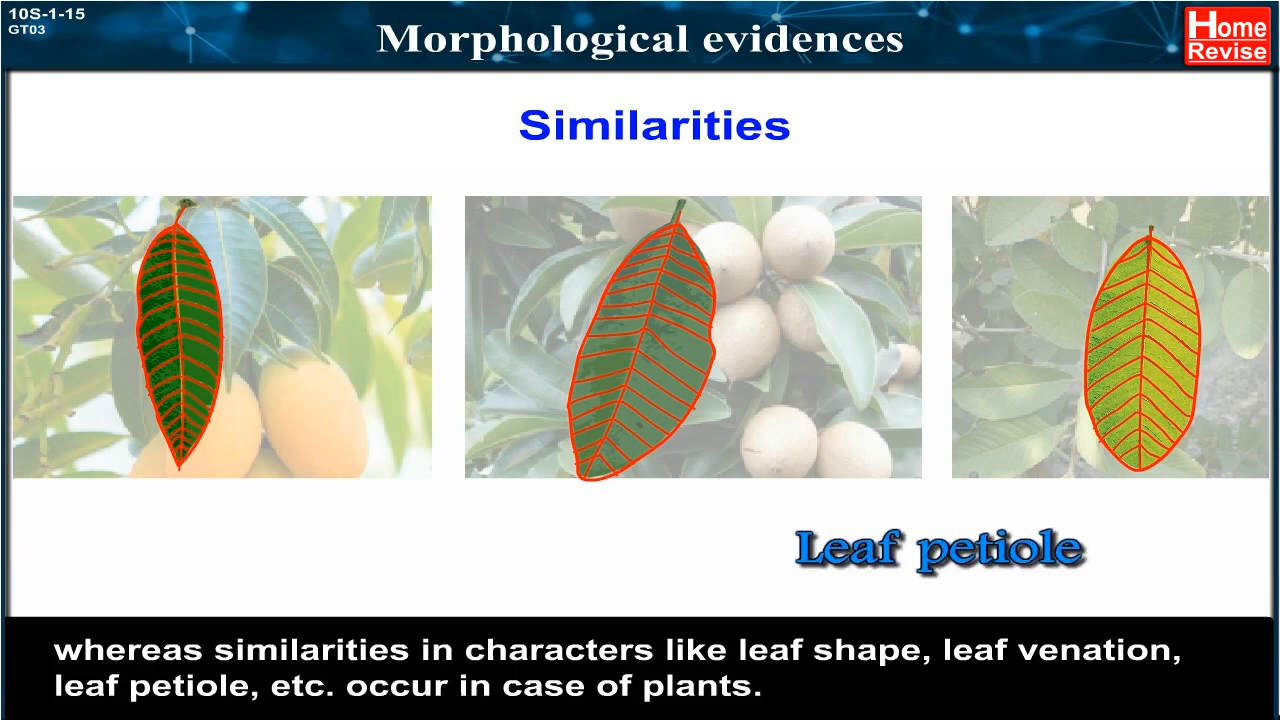 10S-1-15
GT03
Morphological evidences
Home
Revise
Similarities
Leaf petiole
whereas similarities in characters like leaf shape, leaf venation,
leaf petiole, etc. occur in case of plants.